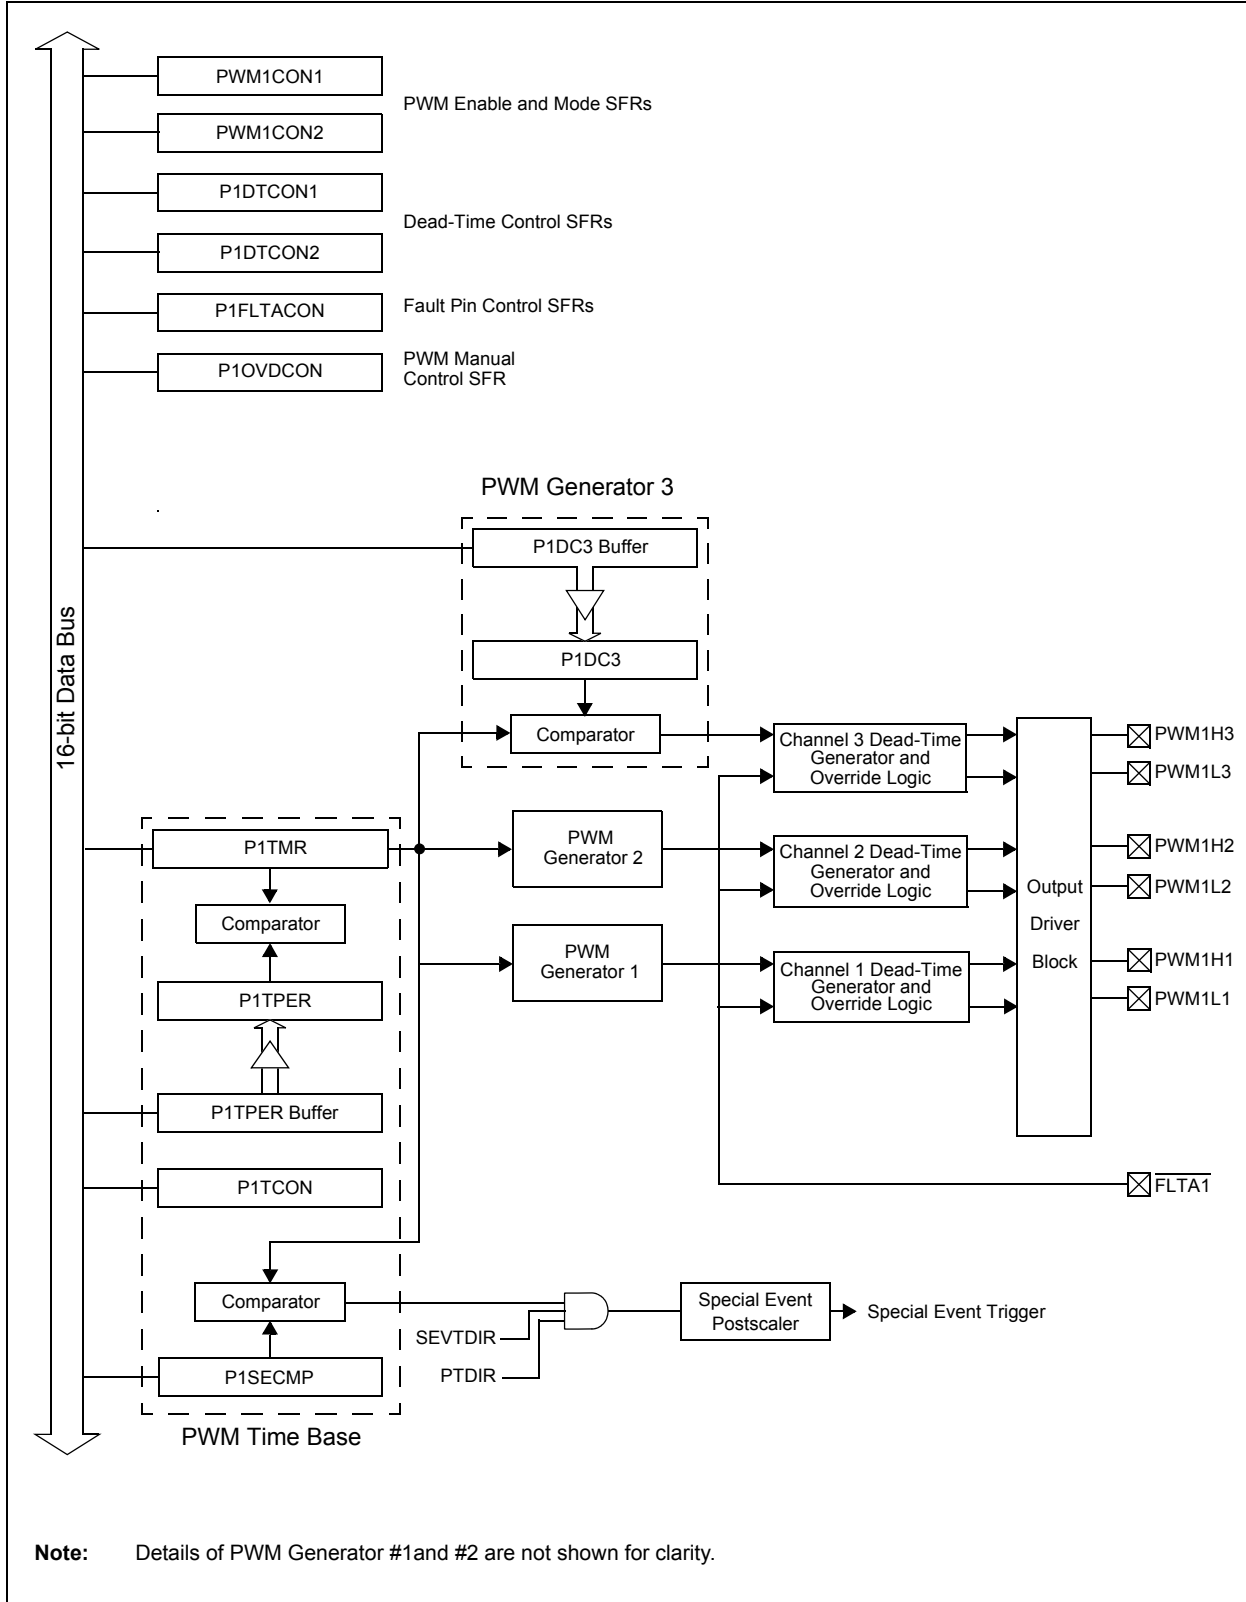 PWM1CON1
PWM Enable and Mode SFRs
PWM1CON2
P1DTCON1
Dead-Time Control SFRs
P1DTCON2
P1FLTACON
Fault Pin Control SFRs
P1OVDCON
PWM Manual
Control SFR
16-bit Data Bus
PWM Generator 3
P1DC3 Buffer
P1DC3
Comparator
Channel 3 Dead-Time
Generator and
Override Logic
PWM1H3
PWM1L3
P1TMR
Comparator
P1TPER
P1TPER Buffer
P1TCON
Comparator
P1SECMP
PWM Time Base
PWM
Generator 2
Channel 2 Dead-Time
Generator and
Override Logic
PWM1H2
PWM1L2
PWM
Generator 1
Channel 1 Dead-Time
Generator and
Override Logic
PWM1H1
PWM1L1
Output
Driver
Block
FLTA1
SEVTDIR
PTDIR
Special Event
Postscaler
Special Event Trigger
Note: Details of PWM Generator #1and #2 are not shown for clarity.